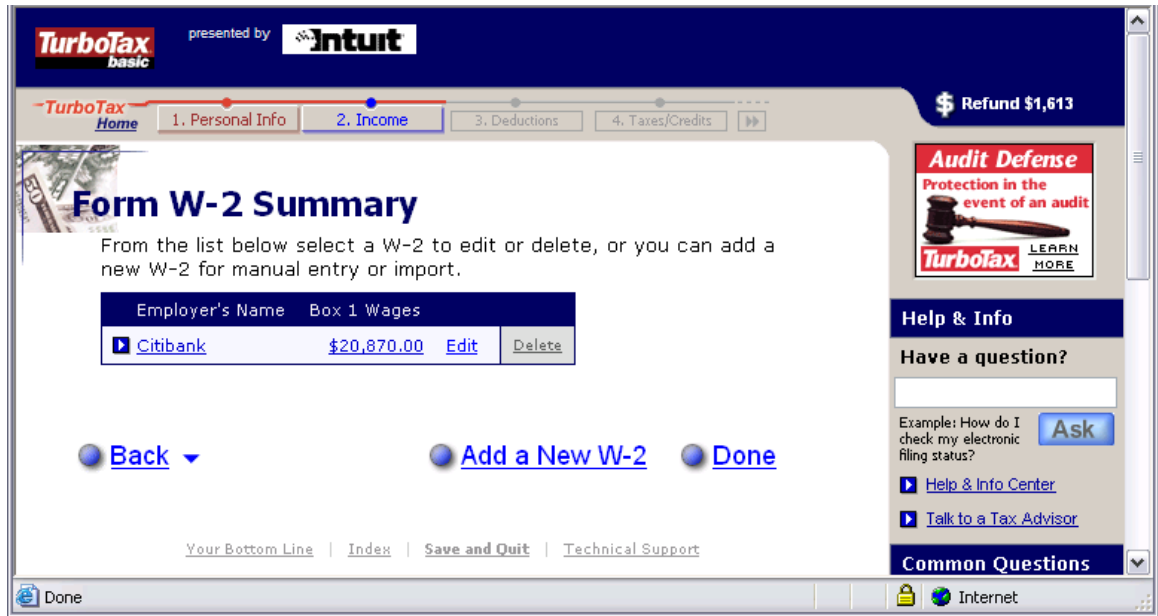 TurboTax
basic
presented by
Intuit
TurboTax
Home
1. Personal Info
2. Income
3. Deductions
4. Taxes/Credits
$ Refund $1,613
Form W-2 Summary
From the list below select a W-2 to edit or delete, or you can add a
new W-2 for manual entry or import.
Employer's Name Box 1 Wages
Citibank $20,870.00 Edit Delete
Back
Add a New W-2
Done
Your Bottom Line | Index | Save and Quit | Technical Support
Audit Defense
Protection in the
event of an audit
TurboTax
LEARN
MORE
Help & Info
Have a question?
Example: How do I
check my electronic
filing status?
Ask
Help & Info Center
Talk to a Tax Advisor
Common Questions
Done
Internet